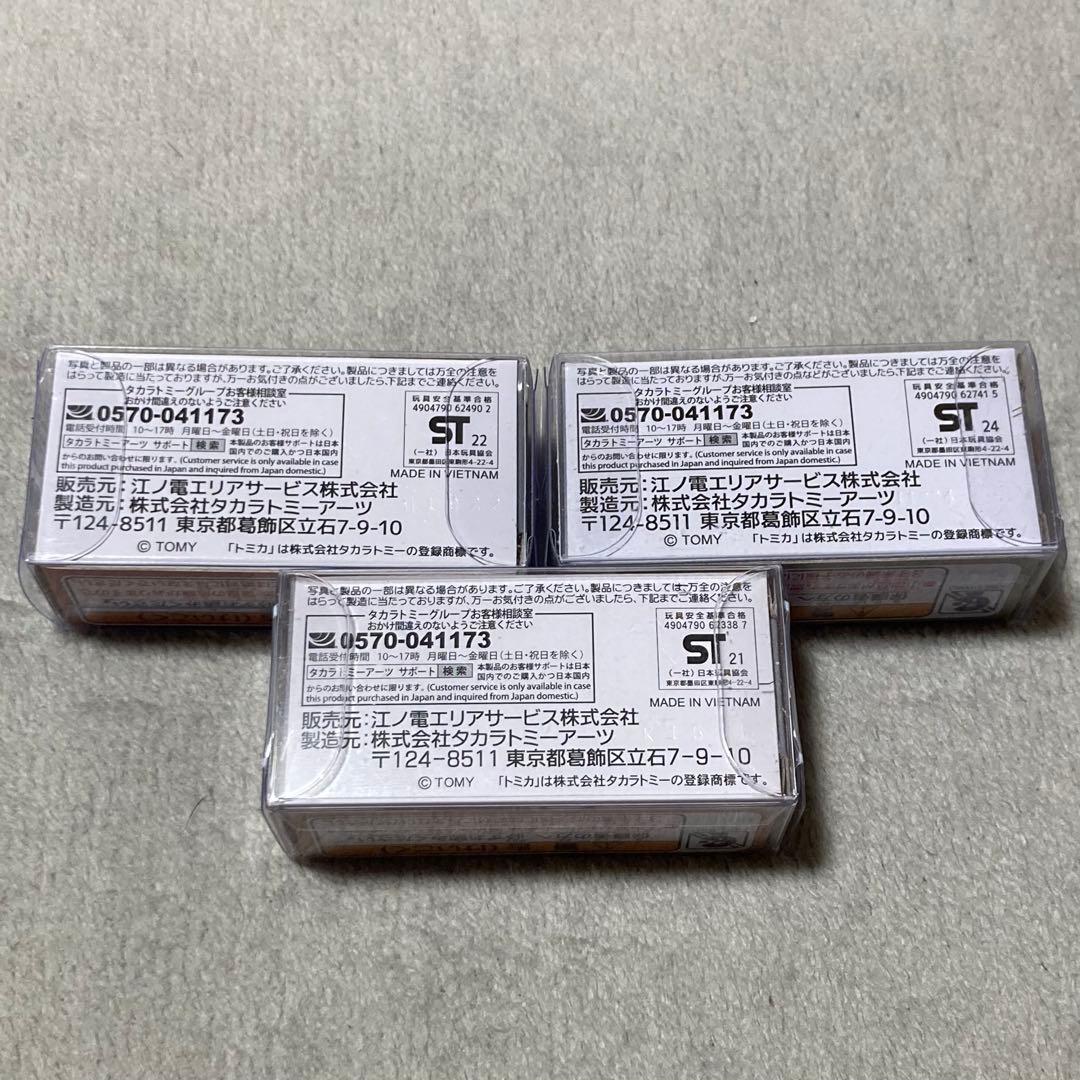 写真と製品の一部は異なる場合があります。ご了承ください。製品につきましては万全の注意を
はらって製造に当たっておりますが、万一お気付きの点がございましたら、下記までご連絡ください。
タカラトミーグループお客様相談室
おかけ間違えのないようご注意ください
0570-041173
電話受付時間 10〜17時 月曜日〜金曜日(土日・祝日を除く)
タカラトミーアーツ サポート 検索 本製品のお客様サポートは日本
国内でのご購入かつ日本国内
からのお問い合わせに限ります。(Customer service is only available in case
this product purchased in Japan and inquired from Japan domestic.)
玩具安全基準合格
4904790 62490 2
ST 22
(一社)日本玩具協会
東京都墨田区東駒形4-22-4
MADE IN VIETNAM
販売元:江ノ電エリアサービス株式会社
製造元:株式会社タカラトミーアーツ
〒124-8511 東京都葛飾区立石7-9-10
© TOMY 「トミカ」は株式会社タカラトミーの登録商標です。
写真と製品の一部は異なる場合があります。ご了承ください。製品につきましては万全の注意を
はらって製造に当たっておりますが、万一お気付きの点などがございましたら、下記までご連絡ください。
タカラトミーグループお客様相談室
おかけ間違えのないようご注意ください
0570-041173
電話受付時間 10〜17時 月曜日〜金曜日(土日・祝日を除く)
タカラトミーアーツ サポート 検索 本製品のお客様サポートは日本
国内でのご購入かつ日本国内
からのお問い合わせに限ります。(Customer service is only available in case
this product purchased in Japan and inquired from Japan domestic.)
玩具安全基準合格
4904790 62741 5
ST 24
(一社)日本玩具協会
東京都墨田区東駒形4-22-4
MADE IN VIETNAM
販売元:江ノ電エリアサービス株式会社
製造元:株式会社タカラトミーアーツ
〒124-8511 東京都葛飾区立石7-9-10
© TOMY 「トミカ」は株式会社タカラトミーの登録商標です。
写真と製品の一部は異なる場合があります。ご了承ください。製品につきましては万全の注意を
はらって製造に当たっておりますが、万一お気付きの点がございましたら、下記までご連絡ください。
タカラトミーグループお客様相談室
おかけ間違えのないようご注意ください
0570-041173
電話受付時間 10〜17時 月曜日〜金曜日(土日・祝日を除く)
タカラトミーアーツ サポート 検索 本製品のお客様サポートは日本
国内でのご購入かつ日本国内
からのお問い合わせに限ります。(Customer service is only available in case
this product purchased in Japan and inquired from Japan domestic.)
玩具安全基準合格
4904790 62338 7
ST 21
(一社)日本玩具協会
東京都墨田区東駒形4-22-4
MADE IN VIETNAM
販売元:江ノ電エリアサービス株式会社
製造元:株式会社タカラトミーアーツ
〒124-8511 東京都葛飾区立石7-9-10
© TOMY 「トミカ」は株式会社タカラトミーの登録商標です。